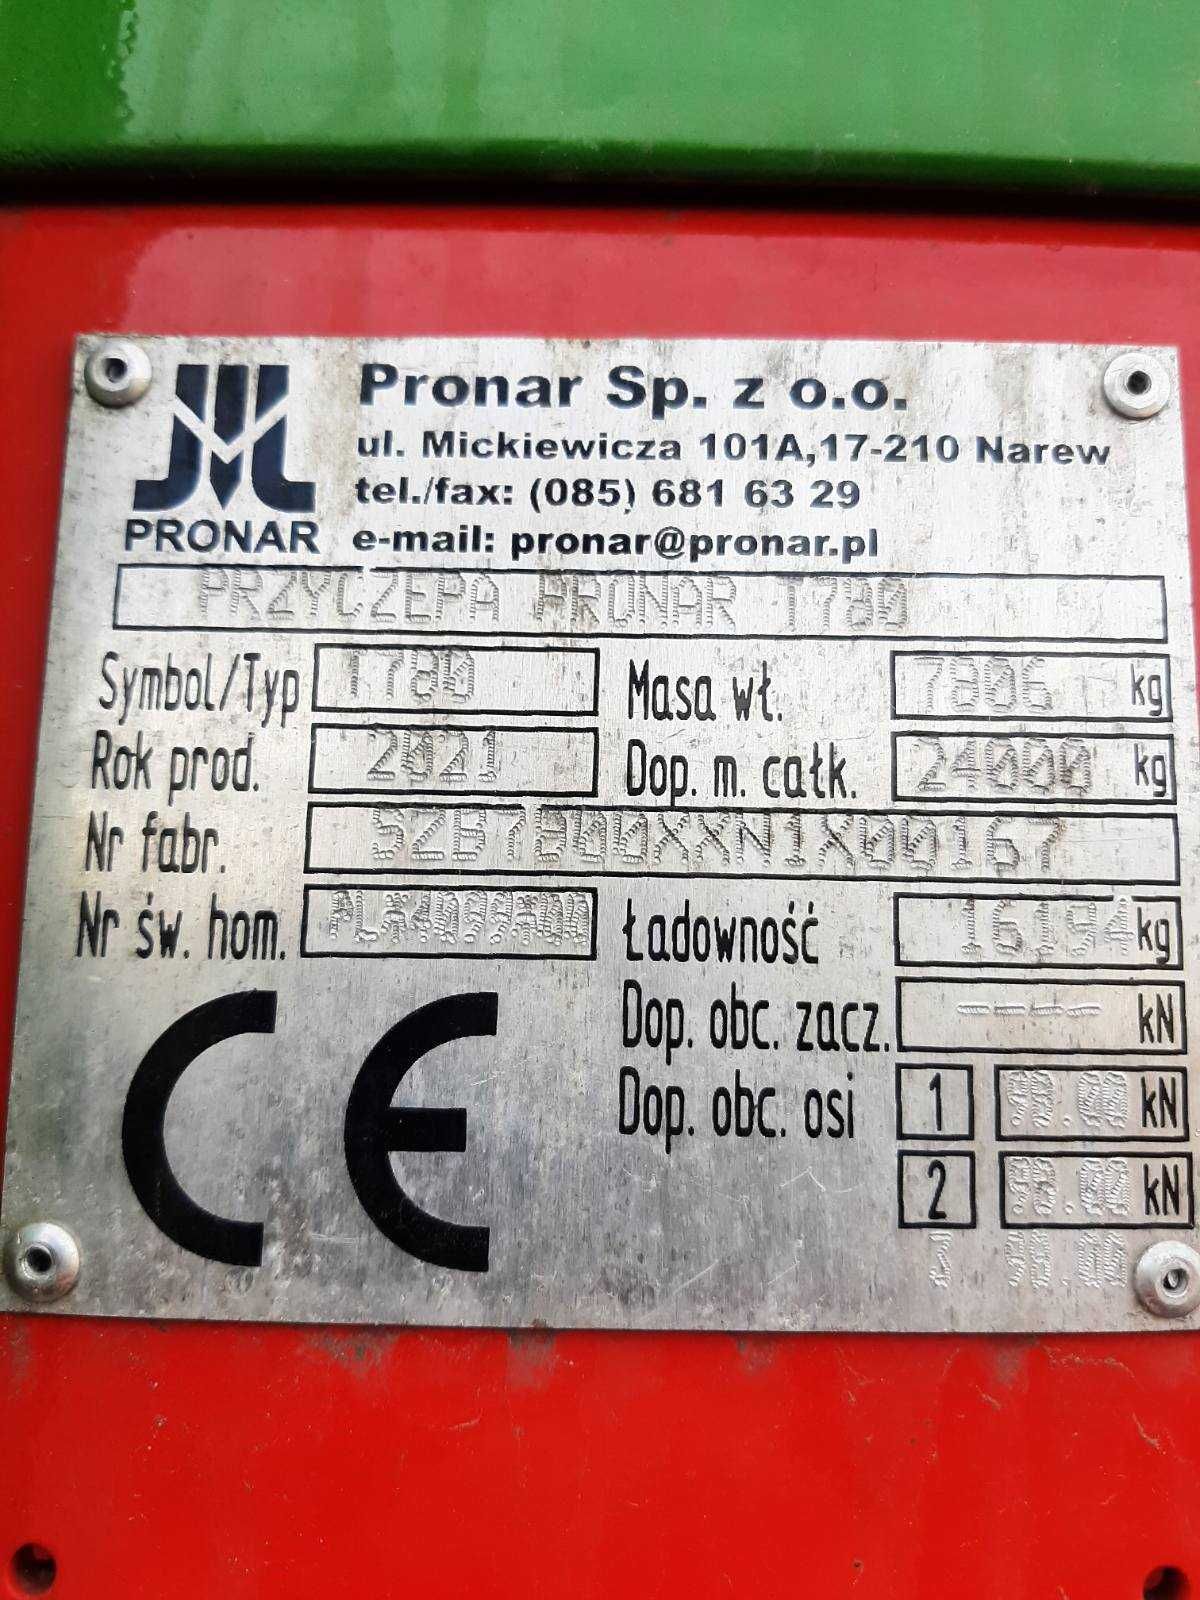 Pronar Sp. z o.o.
ul. Mickiewicza 101A,17-210 Narew
tel./fax: (085) 681 63 29
PRONAR e-mail: pronar@pronar.pl
PRZYCZEPA PRONAR T780
Symbol/Typ T780 Masa wł. 7806 kg
Rok prod. 2021 Dop. m. całk. 24000 kg
Nr fabr.
Nr św. hom. Ładowność 16194 kg
Dop. obc. zacz. ---- kN
Dop. obc. osi 1 kN
2 kN
CE